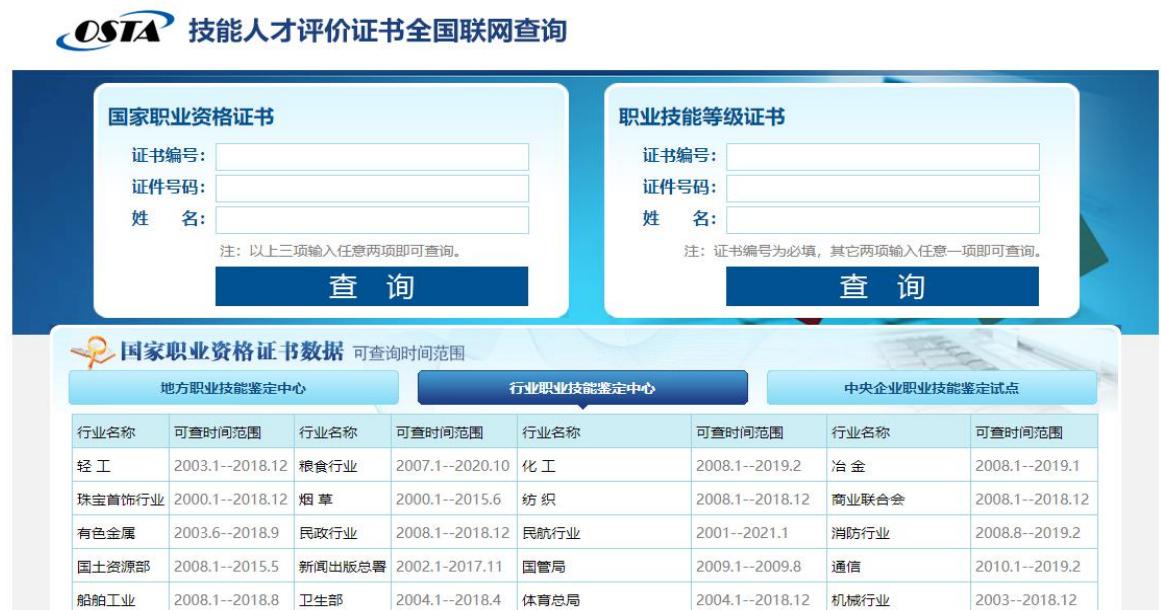 OSTA 技能人才评价证书全国联网查询
国家职业资格证书
证书编号：
证件号码：
姓 名：
注：以上三项输入任意两项即可查询。
查 询
职业技能等级证书
证书编号：
证件号码：
姓 名：
注：证书编号为必填，其它两项输入任意一项即可查询。
查 询
国家职业资格证书数据 可查询时间范围
地方职业技能鉴定中心 行业职业技能鉴定中心 中央企业职业技能鉴定试点
行业名称 可查时间范围 行业名称 可查时间范围 行业名称 可查时间范围 行业名称 可查时间范围
轻 工 2003.1--2018.12 粮食行业 2007.1--2020.10 化 工 2008.1--2019.2 冶 金 2008.1--2019.1
珠宝首饰行业 2000.1--2018.12 烟 草 2000.1--2015.6 纺 织 2008.1--2018.12 商业联合会 2008.1--2018.12
有色金属 2003.6--2018.9 民政行业 2008.1--2018.12 民航行业 2001--2021.1 消防行业 2008.8--2019.2
国土资源部 2008.1--2015.5 新闻出版总署 2002.1-2017.11 国管局 2009.1--2009.8 通信 2010.1--2019.2
船舶工业 2008.1--2018.8 卫生部 2004.1--2018.4 体育总局 2004.1--2018.12 机械行业 2003--2018.12